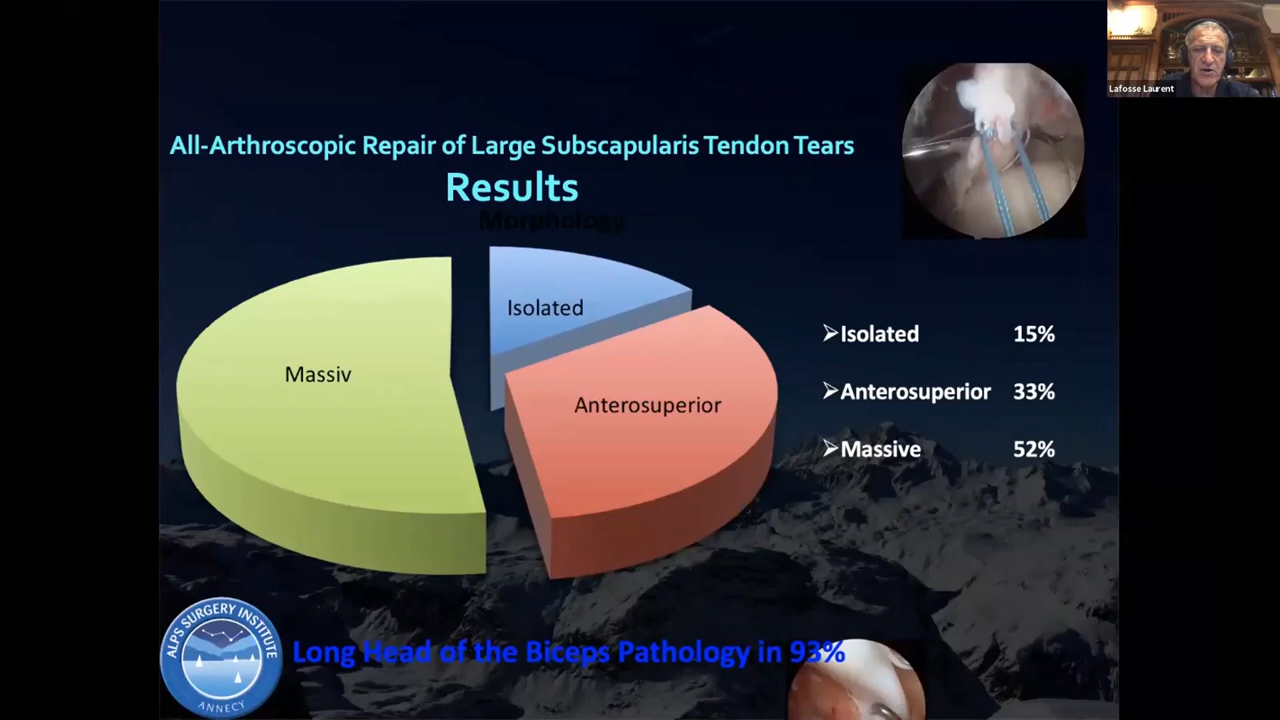 Lafosse Laurent
All-Arthroscopic Repair of Large Subscapularis Tendon Tears
Results
Morphology
Isolated
Massiv
Anterosuperior
➢Isolated 15%
➢Anterosuperior 33%
➢Massive 52%
ALPS SURGERY INSTITUTE
ANNECY
Long Head of the Biceps Pathology in 93%